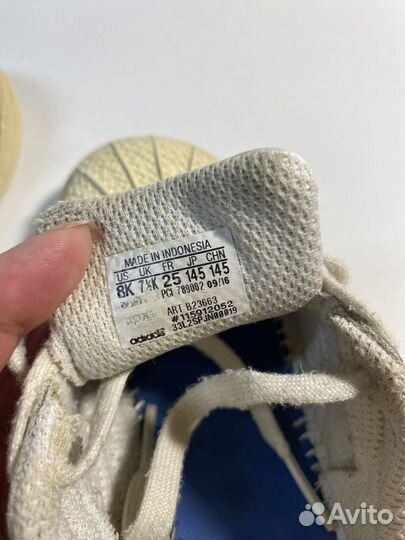 MADE IN INDONESIA
US UK FR JP CHN
8K 7½K 25 145 145
PCI 789002 09/16
ART B23663
#115912052
33L2SPJN00019
adidas
Avito